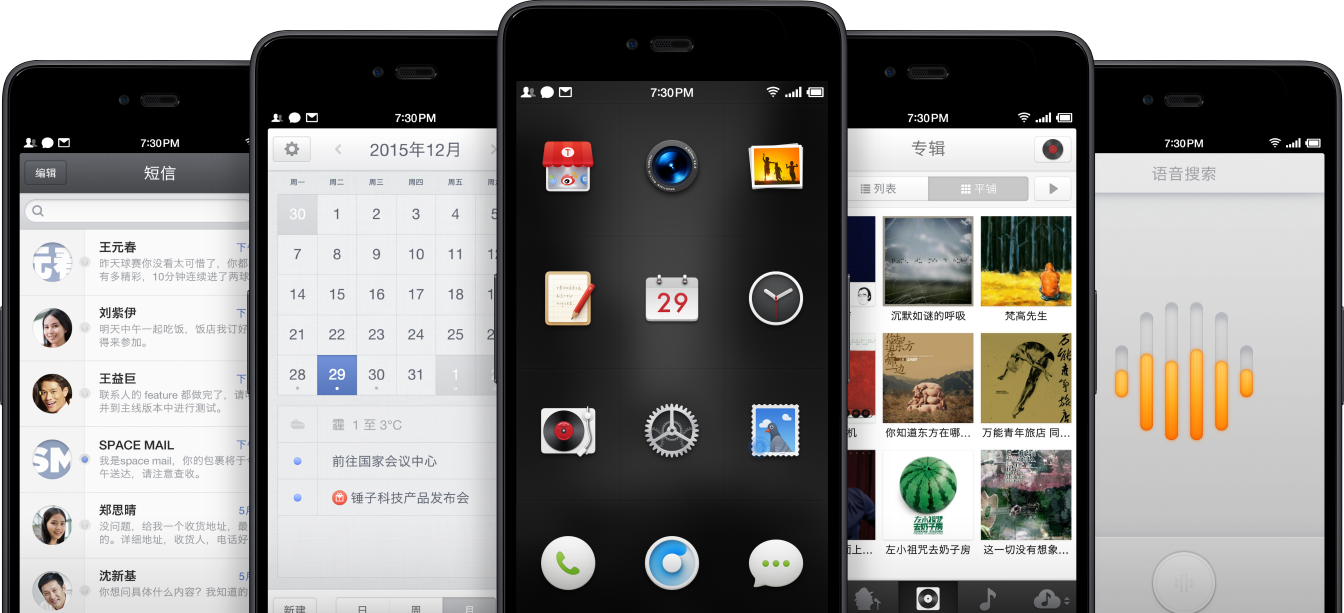 7:30PM
编辑
短信
王元春
下午
昨天球赛你没看太可惜了，你都
有多精彩，10分钟连续进了两球
刘紫伊
下午
明天中午一起吃饭，饭店我订好
得来参加。
王益巨
下午
联系人的 feature 都做完了，请
并到主线版本中进行测试。
SPACE MAIL
下午
我是space mail，你的包裹将于
午送达，请注意查收。
郑思晴
5月
没问题，给我一个收货地址，最
的。详细地址，收人，电话好
沈新基
5月
你想问具体什么内容？我知道的
7:30PM
2015年12月
周一 周二 周三 周四 周五
30 1 2 3 4 5
7 8 9 10 11
14 15 16 17 18
21 22 23 24 25
28 29 30 31 1
霾 1 至 3°C
前往国家会议中心
锤子科技产品发布会
新建
日 周 月
7:30PM
29
7:30PM
专辑
列表
平铺
沉默如谜的呼吸
梵高先生
你知道东方在哪...
万能青年旅店 同...
左小祖咒去奶子房
这一切没有想象...
7:30PM
语音搜索